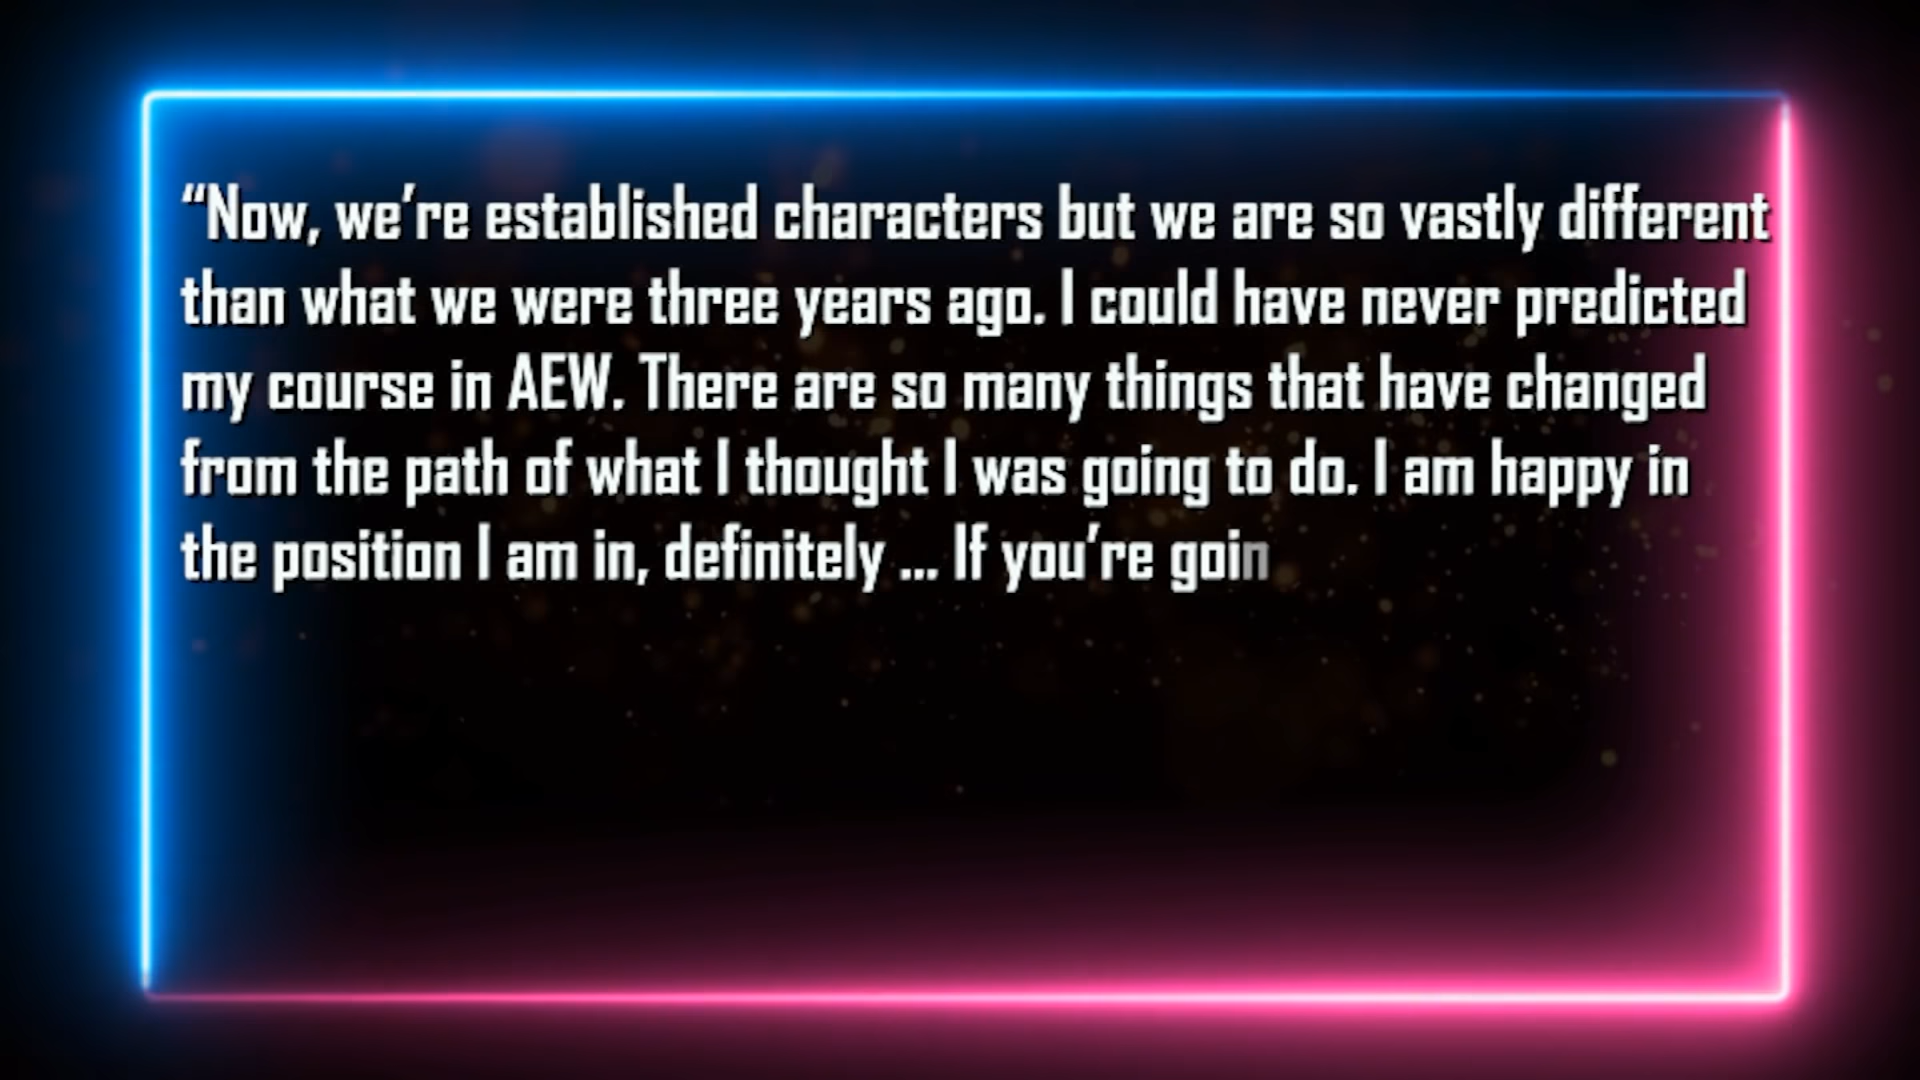 “Now, we’re established characters but we are so vastly different
than what we were three years ago. I could have never predicted
my course in AEW. There are so many things that have changed
from the path of what I thought I was going to do. I am happy in
the position I am in, definitely ... If you’re goin